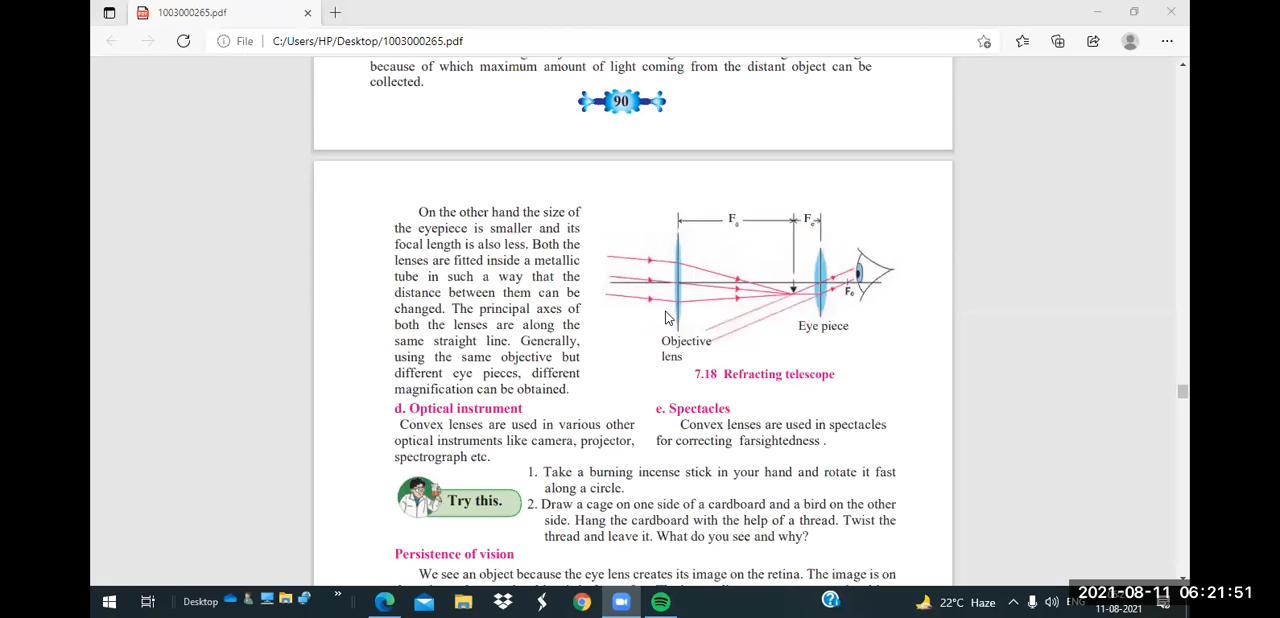 1003000265.pdf
File
C:/Users/HP/Desktop/1003000265.pdf
because of which maximum amount of light coming from the distant object can be
collected.
90
On the other hand the size of
the eyepiece is smaller and its
focal length is also less. Both the
lenses are fitted inside a metallic
tube in such a way that the
distance between them can be
changed. The principal axes of
both the lenses are along the
same straight line. Generally,
using the same objective but
different eye pieces, different
magnification can be obtained.
F₀
Fₑ
Fₑ
Eye piece
Objective
lens
7.18 Refracting telescope
d. Optical instrument
Convex lenses are used in various other
optical instruments like camera, projector,
spectrograph etc.
e. Spectacles
Convex lenses are used in spectacles
for correcting farsightedness .
Try this.
1. Take a burning incense stick in your hand and rotate it fast
along a circle.
2. Draw a cage on one side of a cardboard and a bird on the other
side. Hang the cardboard with the help of a thread. Twist the
thread and leave it. What do you see and why?
Persistence of vision
We see an object because the eye lens creates its image on the retina. The image is on
Desktop
22°C Haze
ENG
2021-08-11 06:21:51
11-08-2021